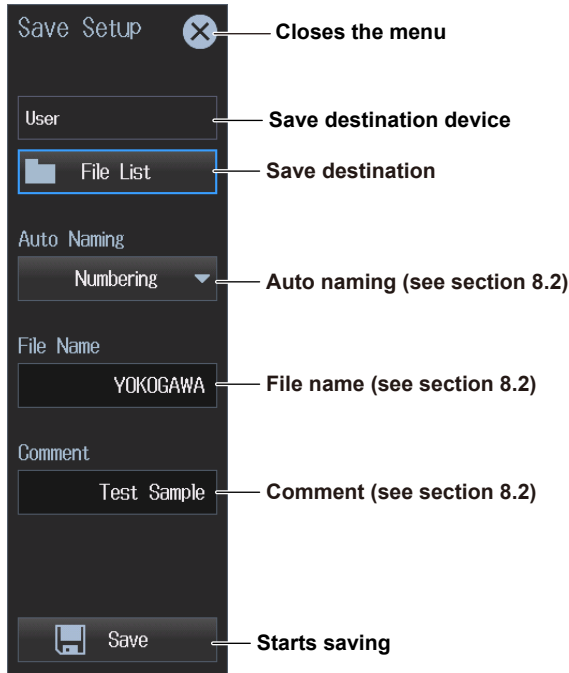 Save Setup
Closes the menu
User
Save destination device
File List
Save destination
Auto Naming
Numbering
Auto naming (see section 8.2)
File Name
YOKOGAWA
File name (see section 8.2)
Comment
Test Sample
Comment (see section 8.2)
Save
Starts saving